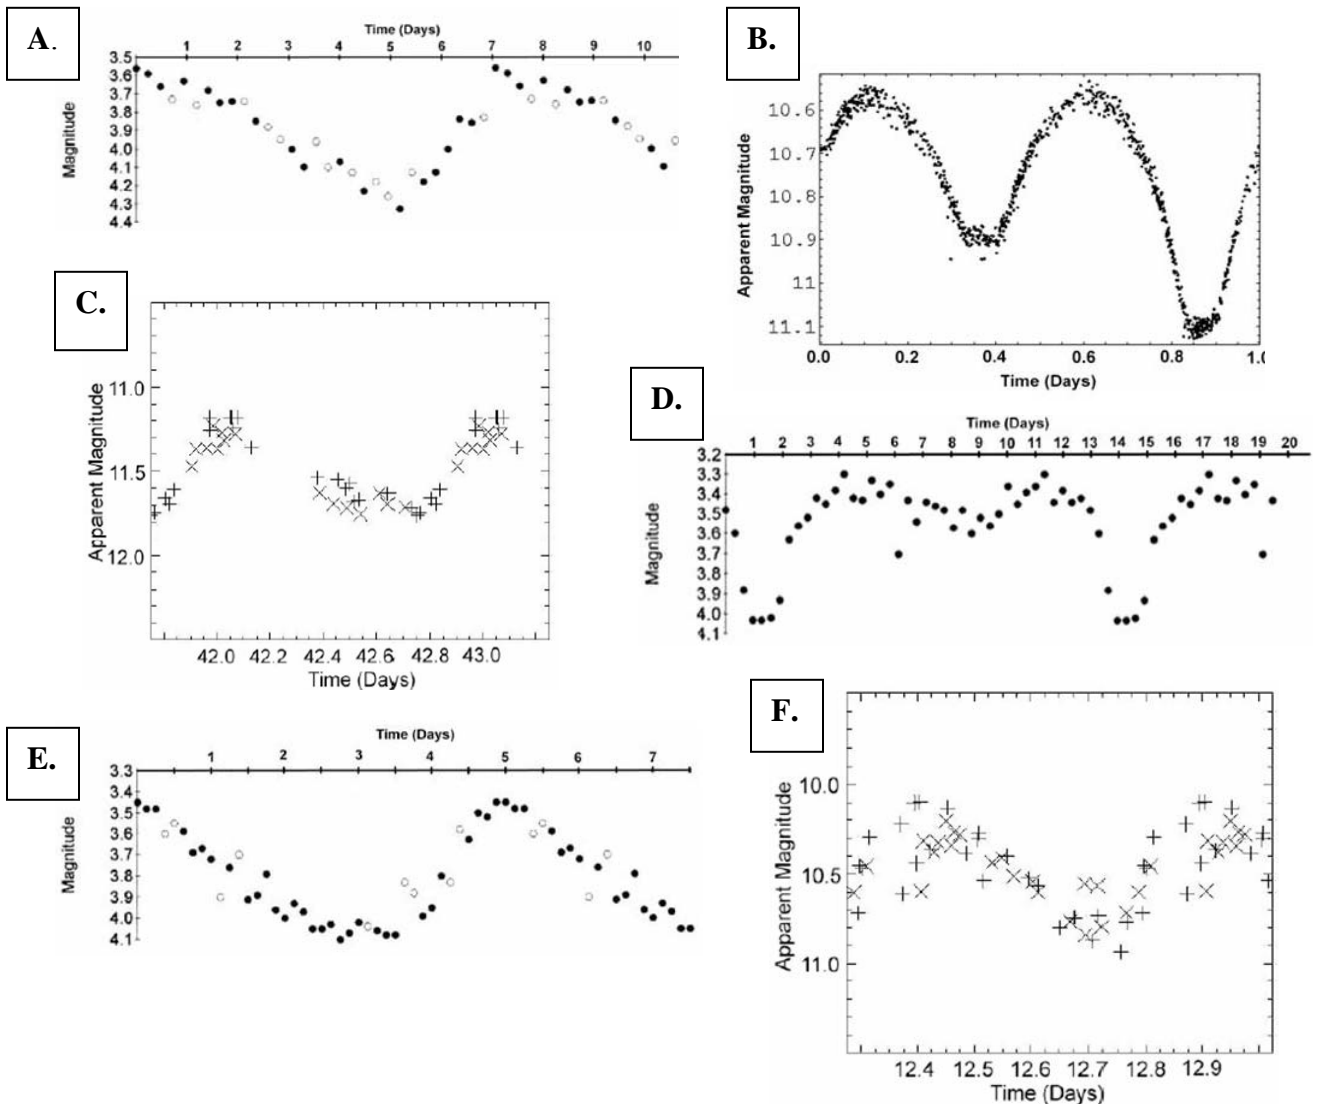 A.
Time (Days)
1 2 3 4 5 6 7 8 9 10
3.5
3.6
3.7
3.8
3.9
4.0
4.1
4.2
4.3
4.4
Magnitude
B.
10.6
10.7
10.8
10.9
11
11.1
Apparent Magnitude
0.0 0.2 0.4 0.6 0.8 1.0
Time (Days)
C.
11.0
11.5
12.0
Apparent Magnitude
42.0 42.2 42.4 42.6 42.8 43.0
Time (Days)
D.
Time (Days)
1 2 3 4 5 6 7 8 9 10 11 12 13 14 15 16 17 18 19 20
3.2
3.3
3.4
3.5
3.6
3.7
3.8
3.9
4.0
4.1
Magnitude
E.
Time (Days)
1 2 3 4 5 6 7
3.3
3.4
3.5
3.6
3.7
3.8
3.9
4.0
4.1
Magnitude
F.
10.0
10.5
11.0
Apparent Magnitude
12.4 12.5 12.6 12.7 12.8 12.9
Time (Days)